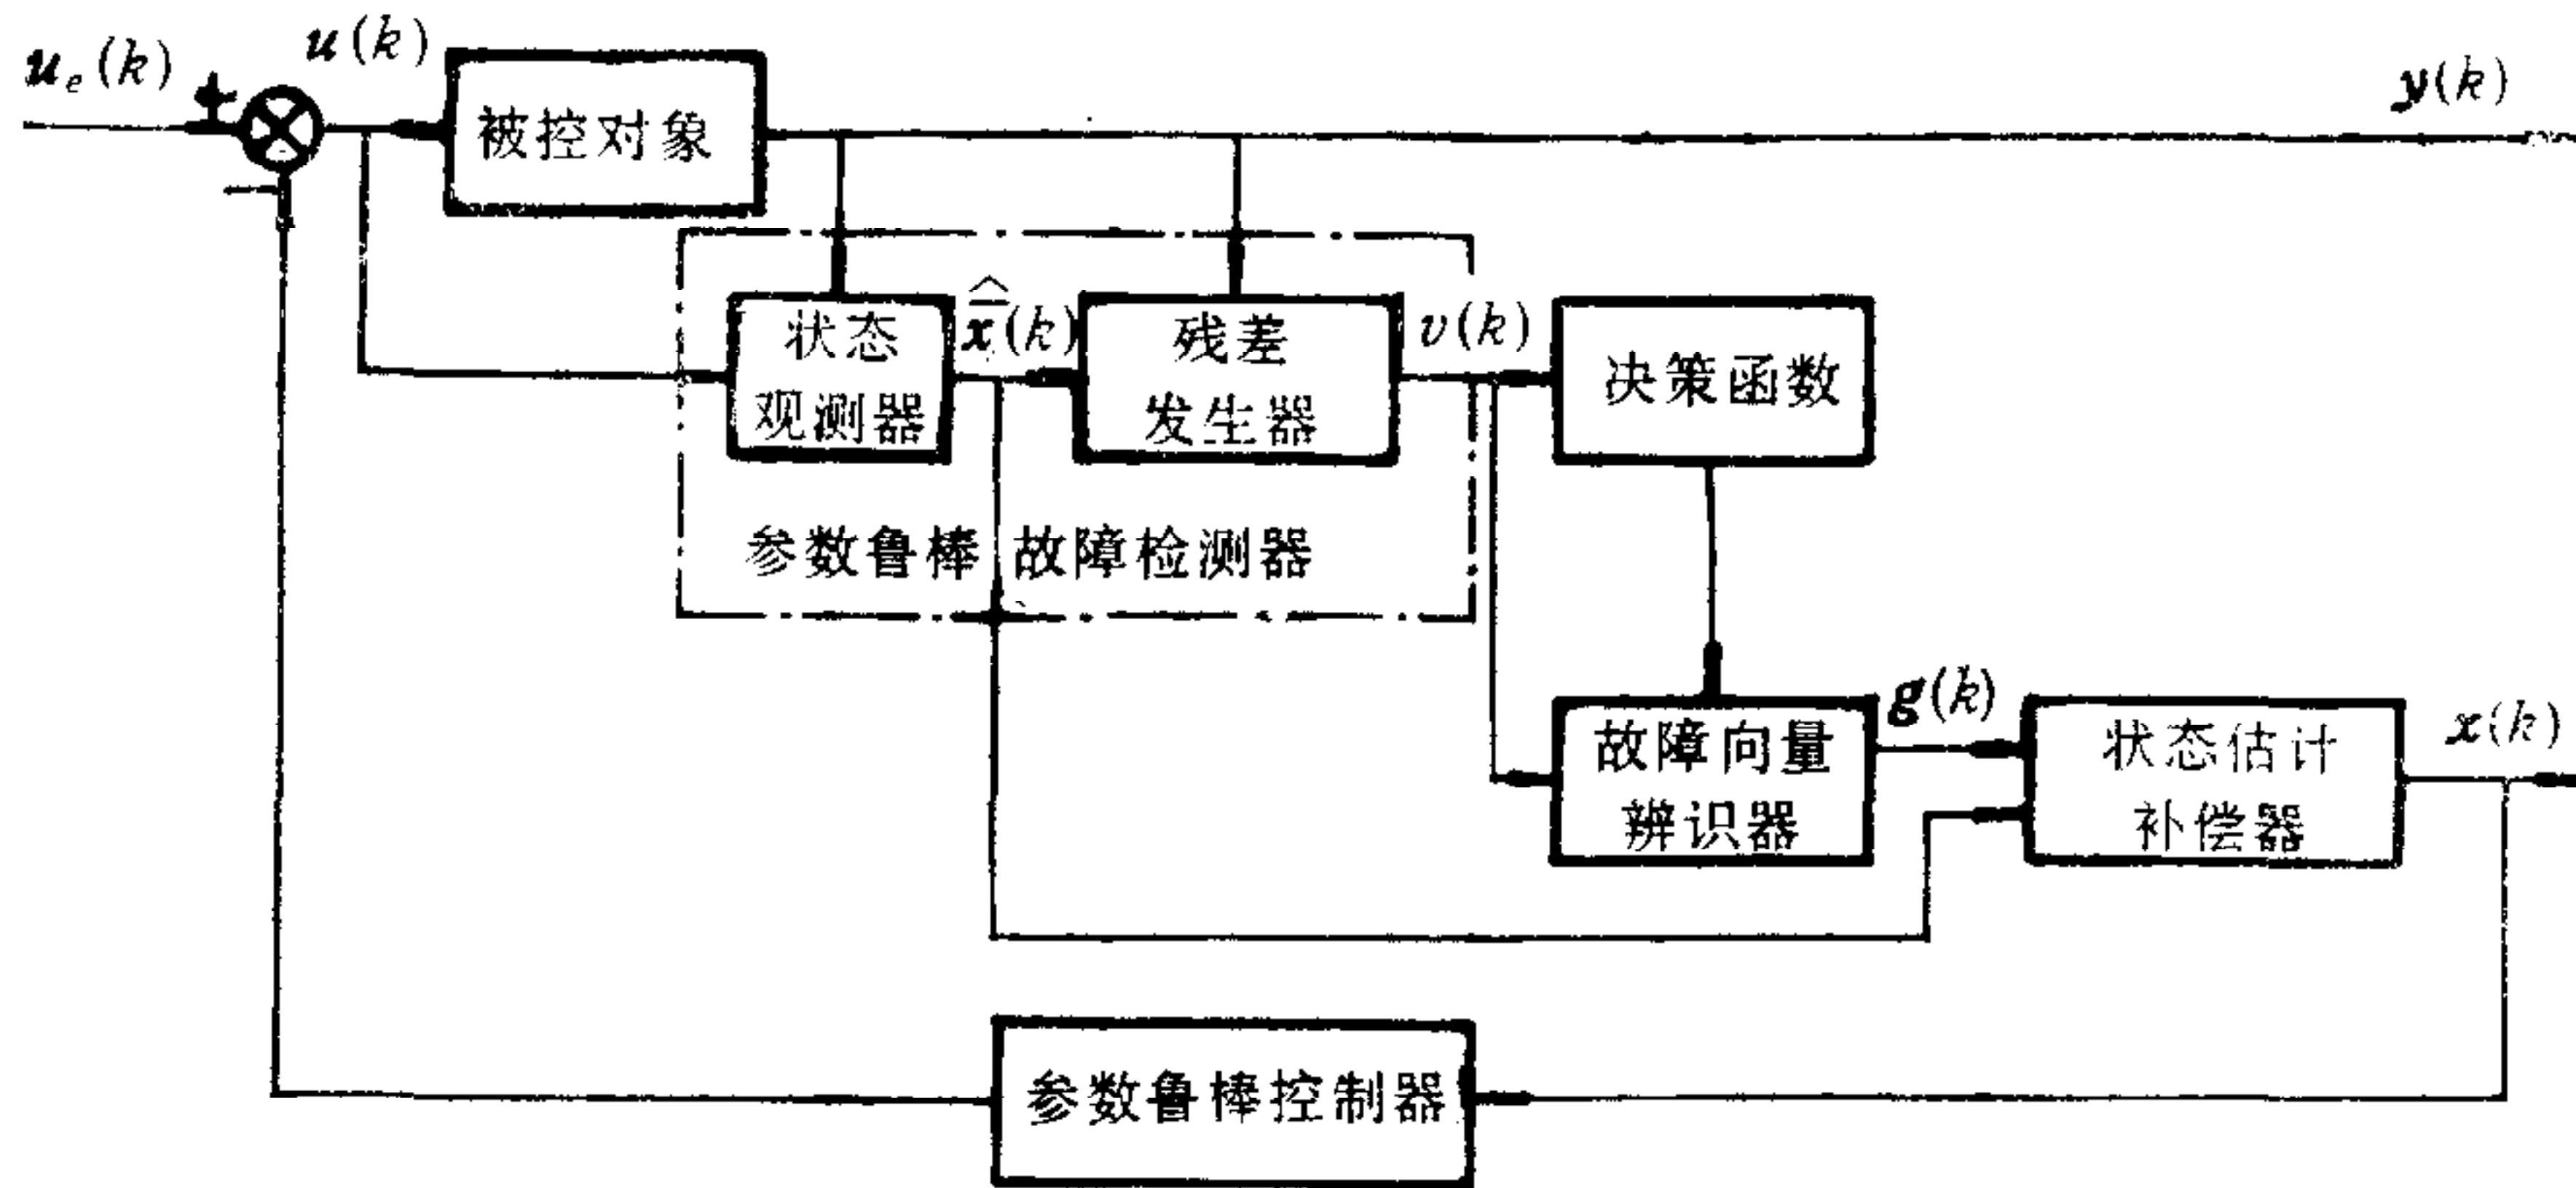 u_e(k)
+
u(k)
被控对象
y(k)
−
状态
观测器
\hat{\bar{x}}(k)
残差
发生器
v(k)
决策函数
参数鲁棒 故障检测器
故障向量
辨识器
g(k)
状态估计
补偿器
x(k)
参数鲁棒控制器